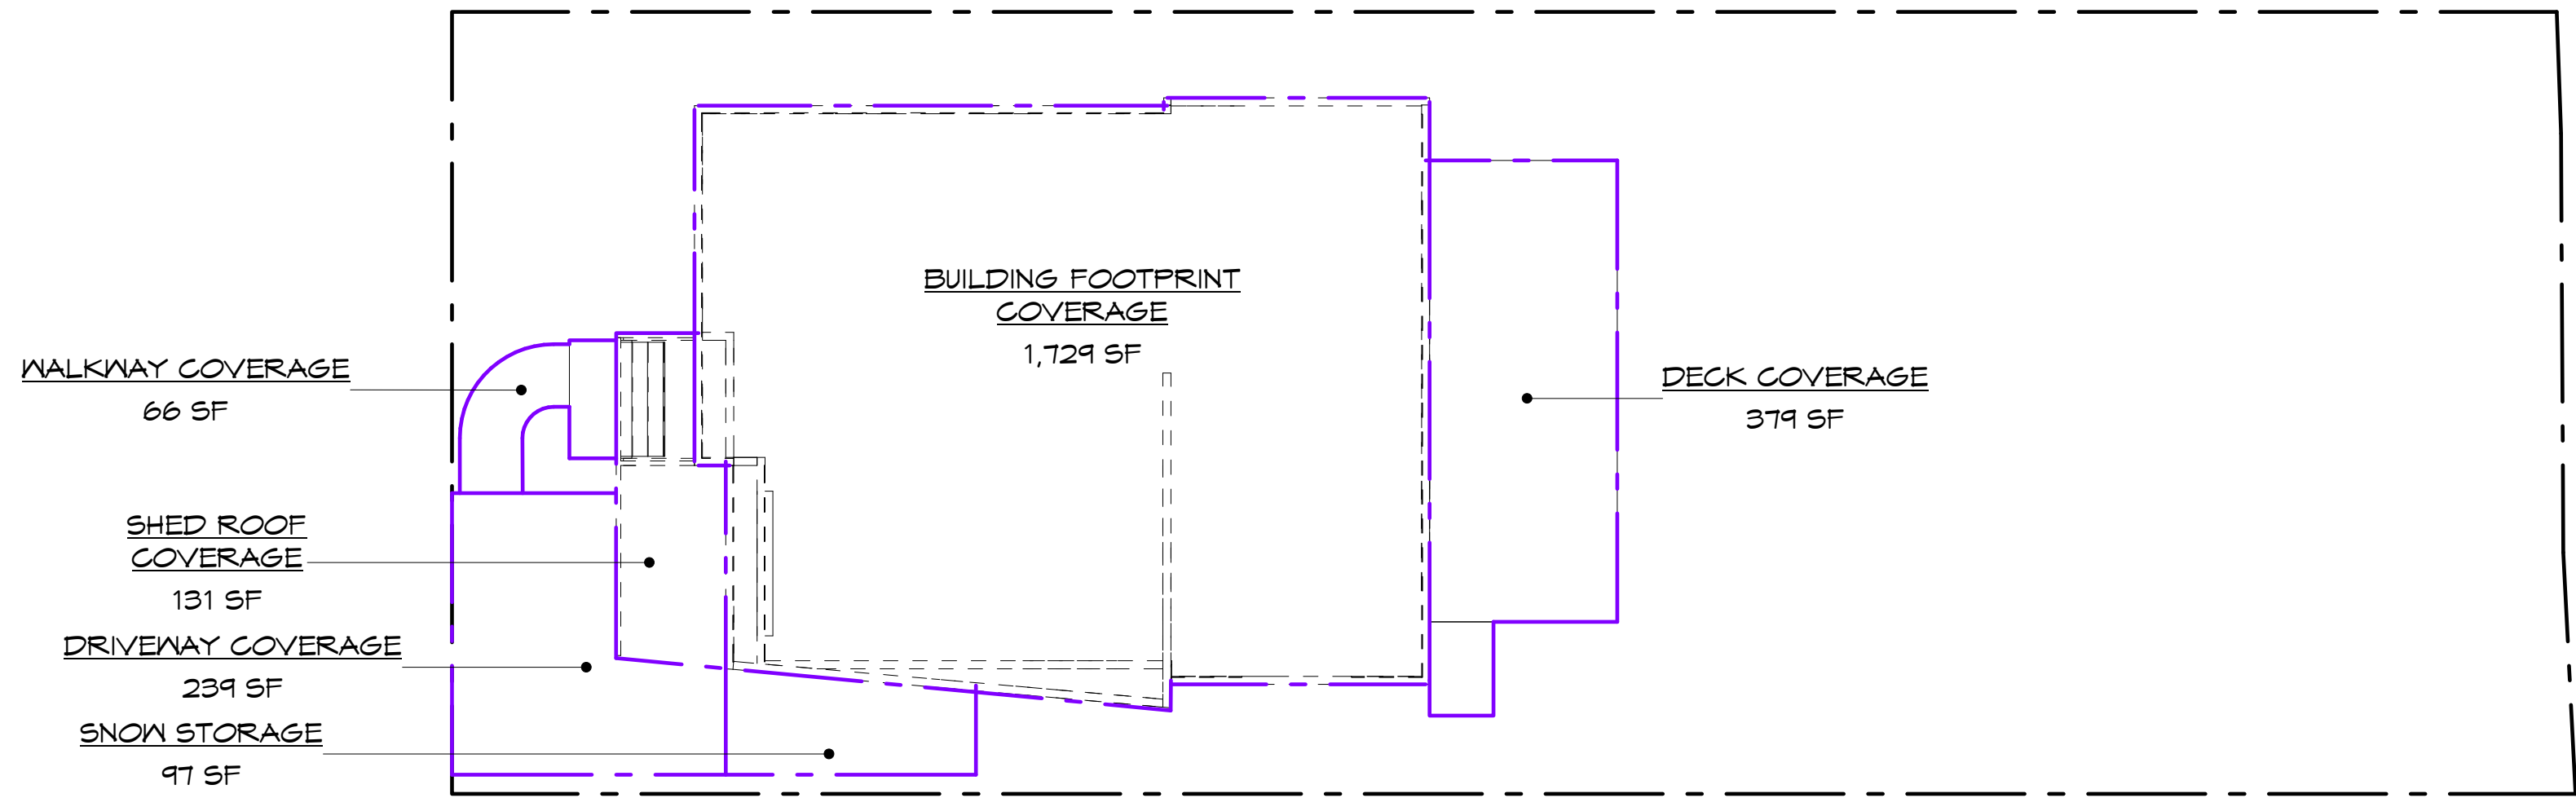 BUILDING FOOTPRINT
COVERAGE
1,729 SF
WALKWAY COVERAGE
66 SF
DECK COVERAGE
379 SF
SHED ROOF
COVERAGE
131 SF
DRIVEWAY COVERAGE
239 SF
SNOW STORAGE
97 SF